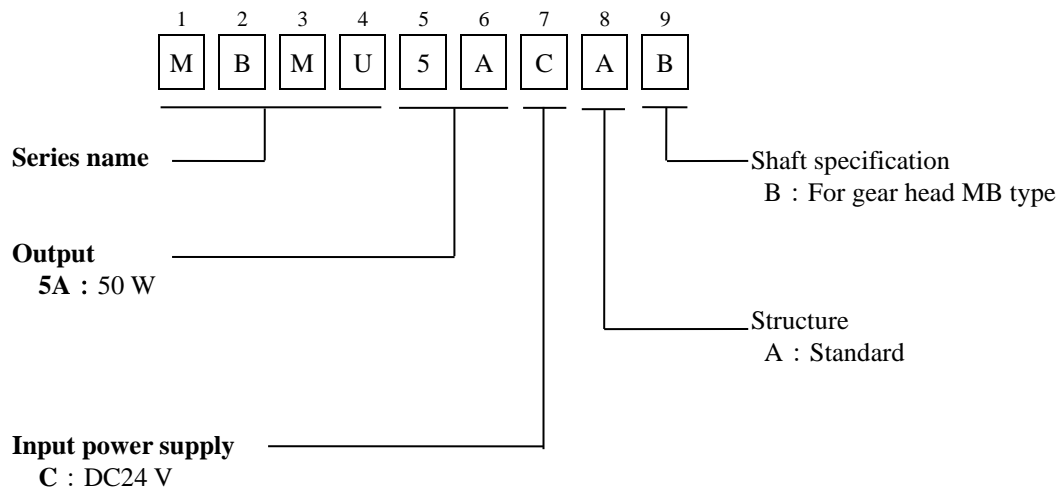 1 2 3 4 5 6 7 8 9
M B M U 5 A C A B
Series name
Shaft specification
B : For gear head MB type
Output
5A : 50 W
Structure
A : Standard
Input power supply
C : DC24 V